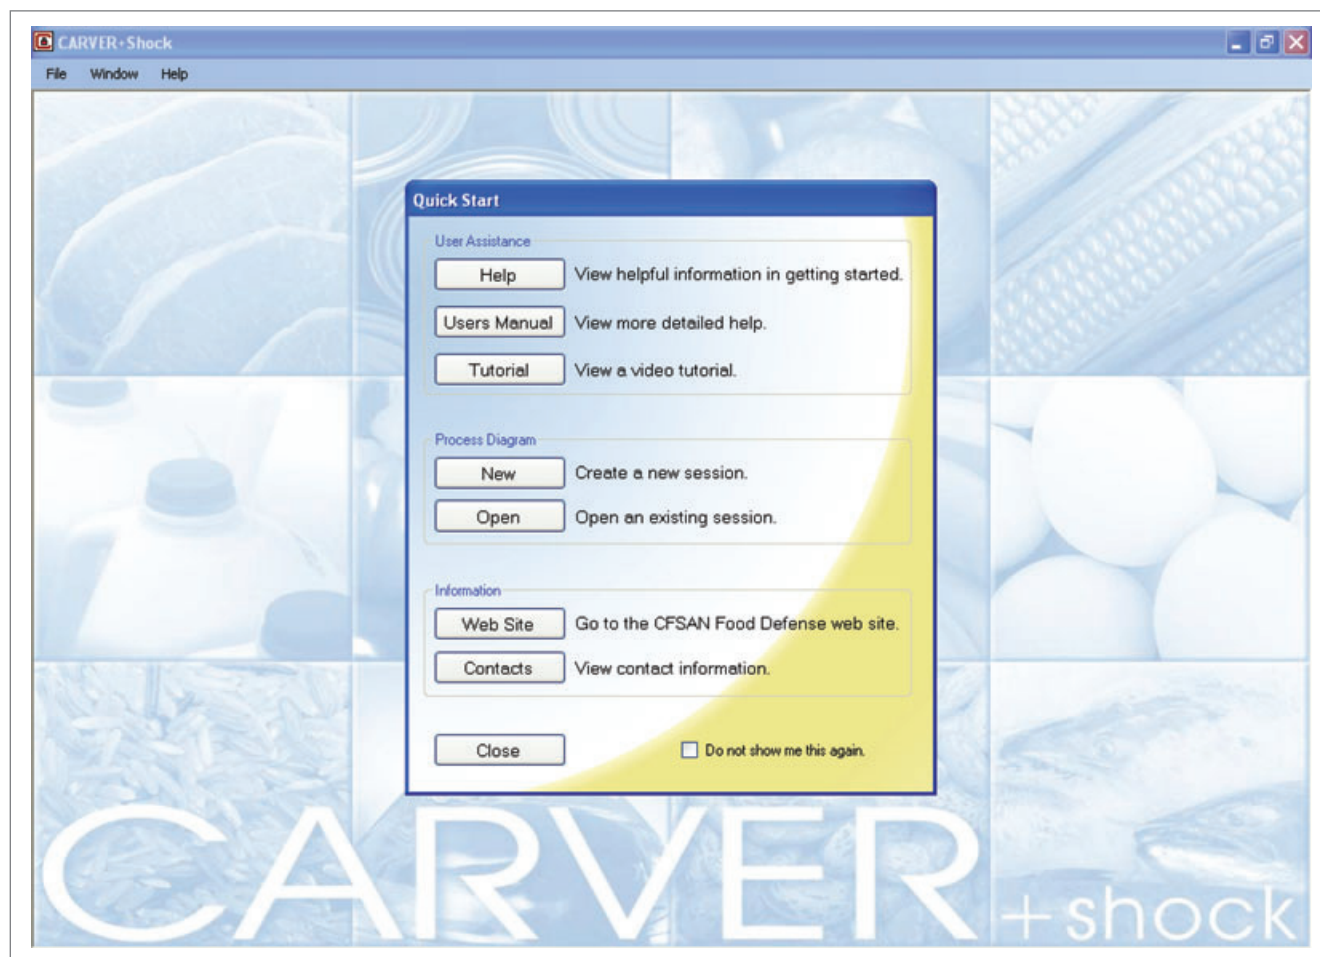 CARVER+Shock
File Window Help
Quick Start
User Assistance
Help View helpful information in getting started.
Users Manual View more detailed help.
Tutorial View a video tutorial.
Process Diagram
New Create a new session.
Open Open an existing session.
Information
Web Site Go to the CFSAN Food Defense web site.
Contacts View contact information.
Close Do not show me this again.
CARVER + shock